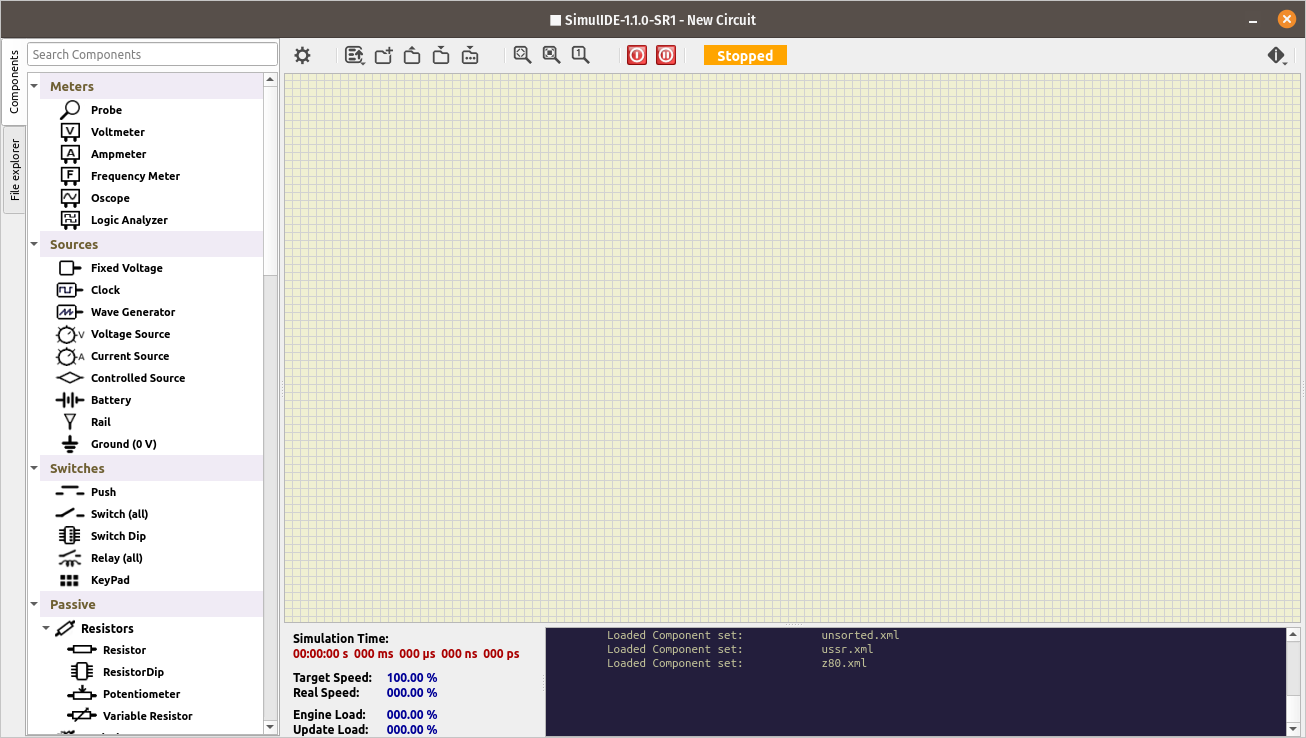 SimulIDE-1.1.0-SR1 - New Circuit
Components
File explorer
Search Components
Meters
Probe
Voltmeter
Ampmeter
Frequency Meter
Oscope
Logic Analyzer
Sources
Fixed Voltage
Clock
Wave Generator
Voltage Source
Current Source
Controlled Source
Battery
Rail
Ground (0 V)
Switches
Push
Switch (all)
Switch Dip
Relay (all)
KeyPad
Passive
Resistors
Resistor
ResistorDip
Potentiometer
Variable Resistor
Stopped
Simulation Time:
00:00:00 s 000 ms 000 µs 000 ns 000 ps
Target Speed: 100.00 %
Real Speed: 000.00 %
Engine Load: 000.00 %
Update Load: 000.00 %
Loaded Component set: unsorted.xml
Loaded Component set: ussr.xml
Loaded Component set: z80.xml